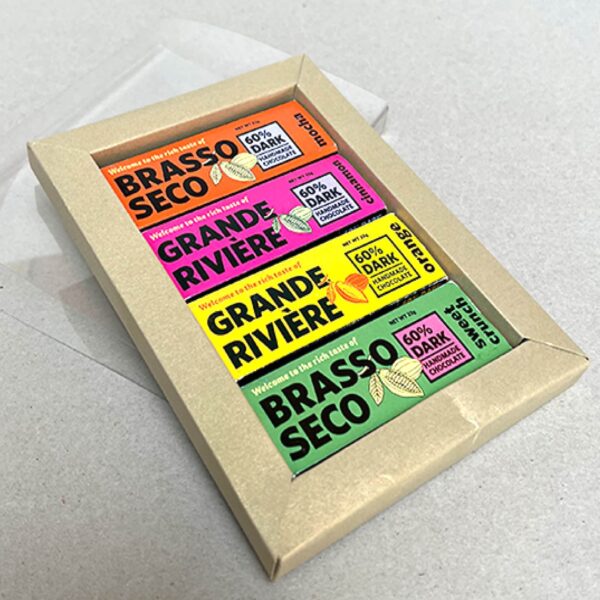 Welcome to the rich taste of
BRASSO
SECO
60%
DARK
HANDMADE
CHOCOLATE
mocha
Welcome to the rich taste of
GRANDE
RIVIÈRE
60%
DARK
HANDMADE
CHOCOLATE
cinnamon
Welcome to the rich taste of
GRANDE
RIVIÈRE
NET WT
60%
DARK
HANDMADE
CHOCOLATE
orange
Welcome to the rich taste of
BRASSO
SECO
NET WT
60%
DARK
HANDMADE
CHOCOLATE
sweet
crunch